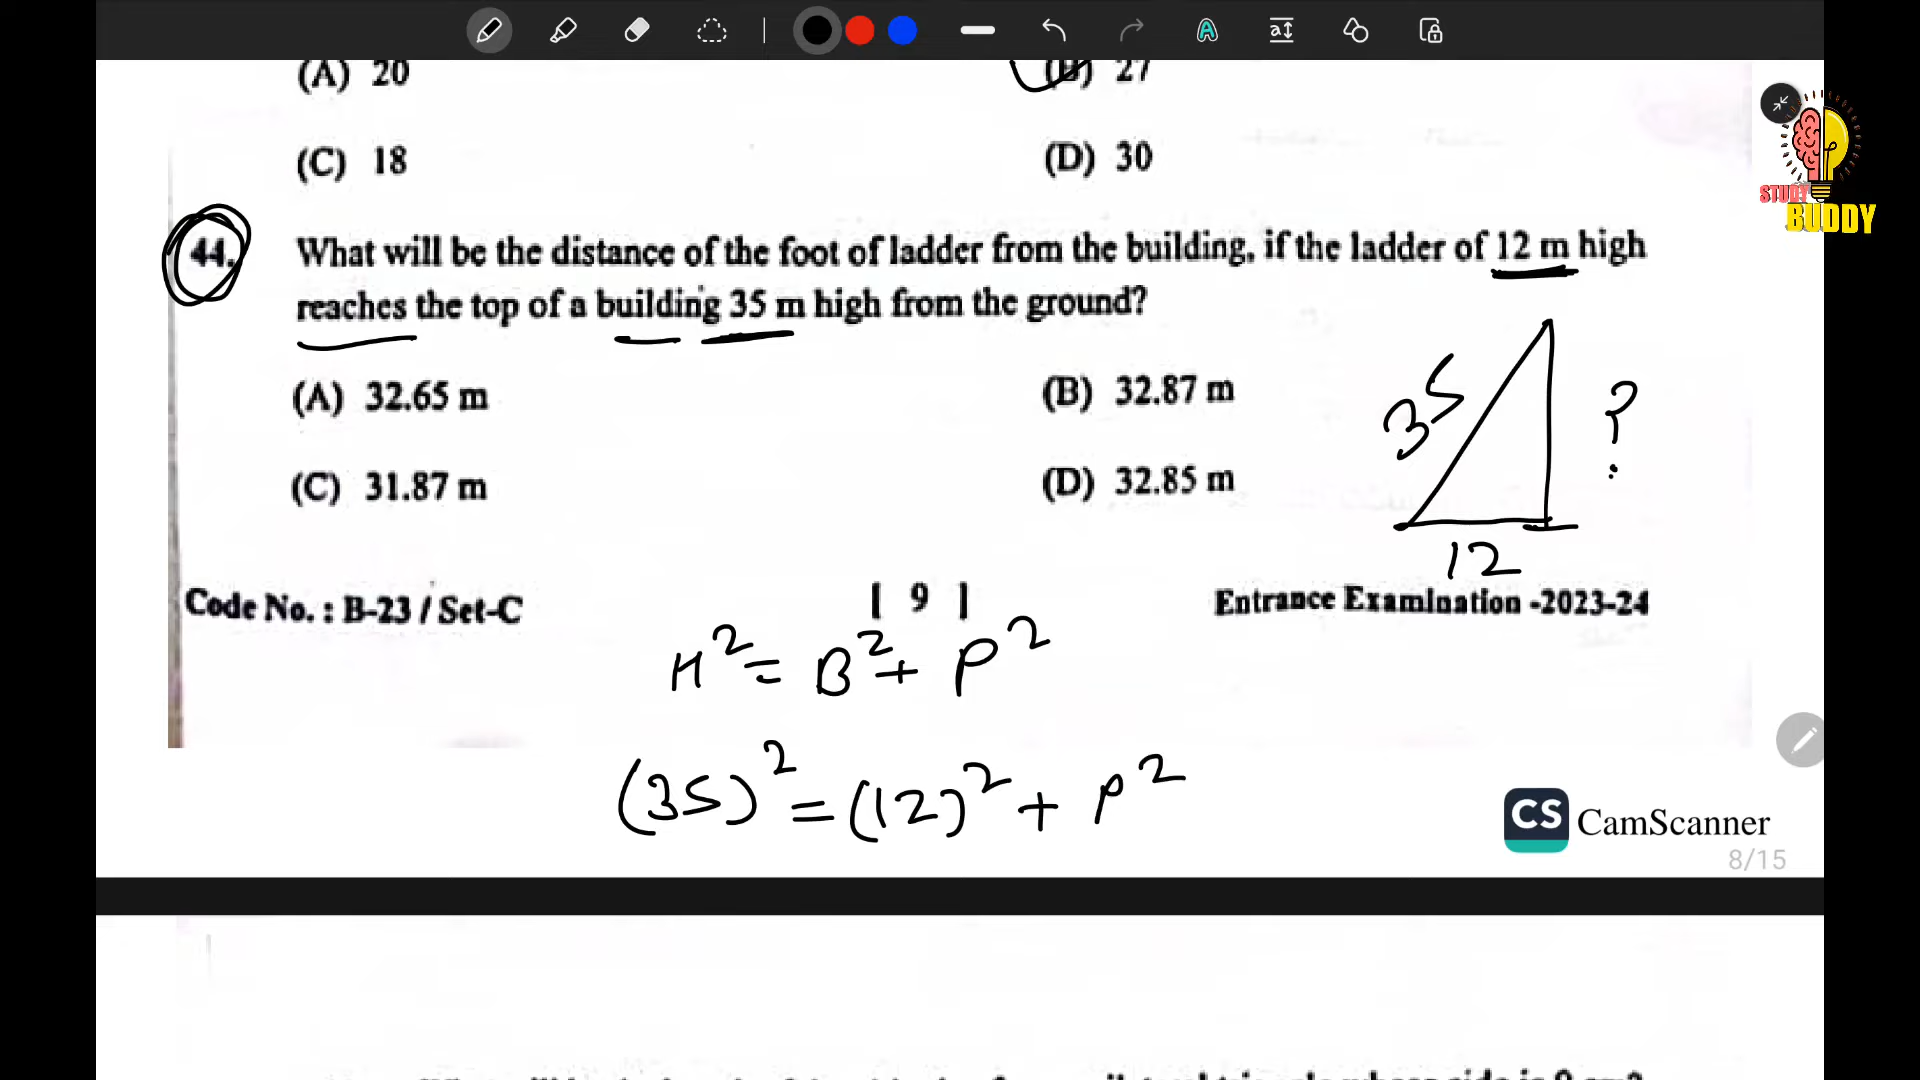 (A) 20
(B) 27
(C) 18
(D) 30
STUDY
BUDDY
44. What will be the distance of the foot of ladder from the building, if the ladder of 12 m high
reaches the top of a building 35 m high from the ground?
(A) 32.65 m
(B) 32.87 m
(C) 31.87 m
(D) 32.85 m
35
?
12
Code No. : B-23 / Set-C
[ 9 ]
Entrance Examination -2023-24
H² = B² + P²
(35)² = (12)² + P²
CS CamScanner
8/15